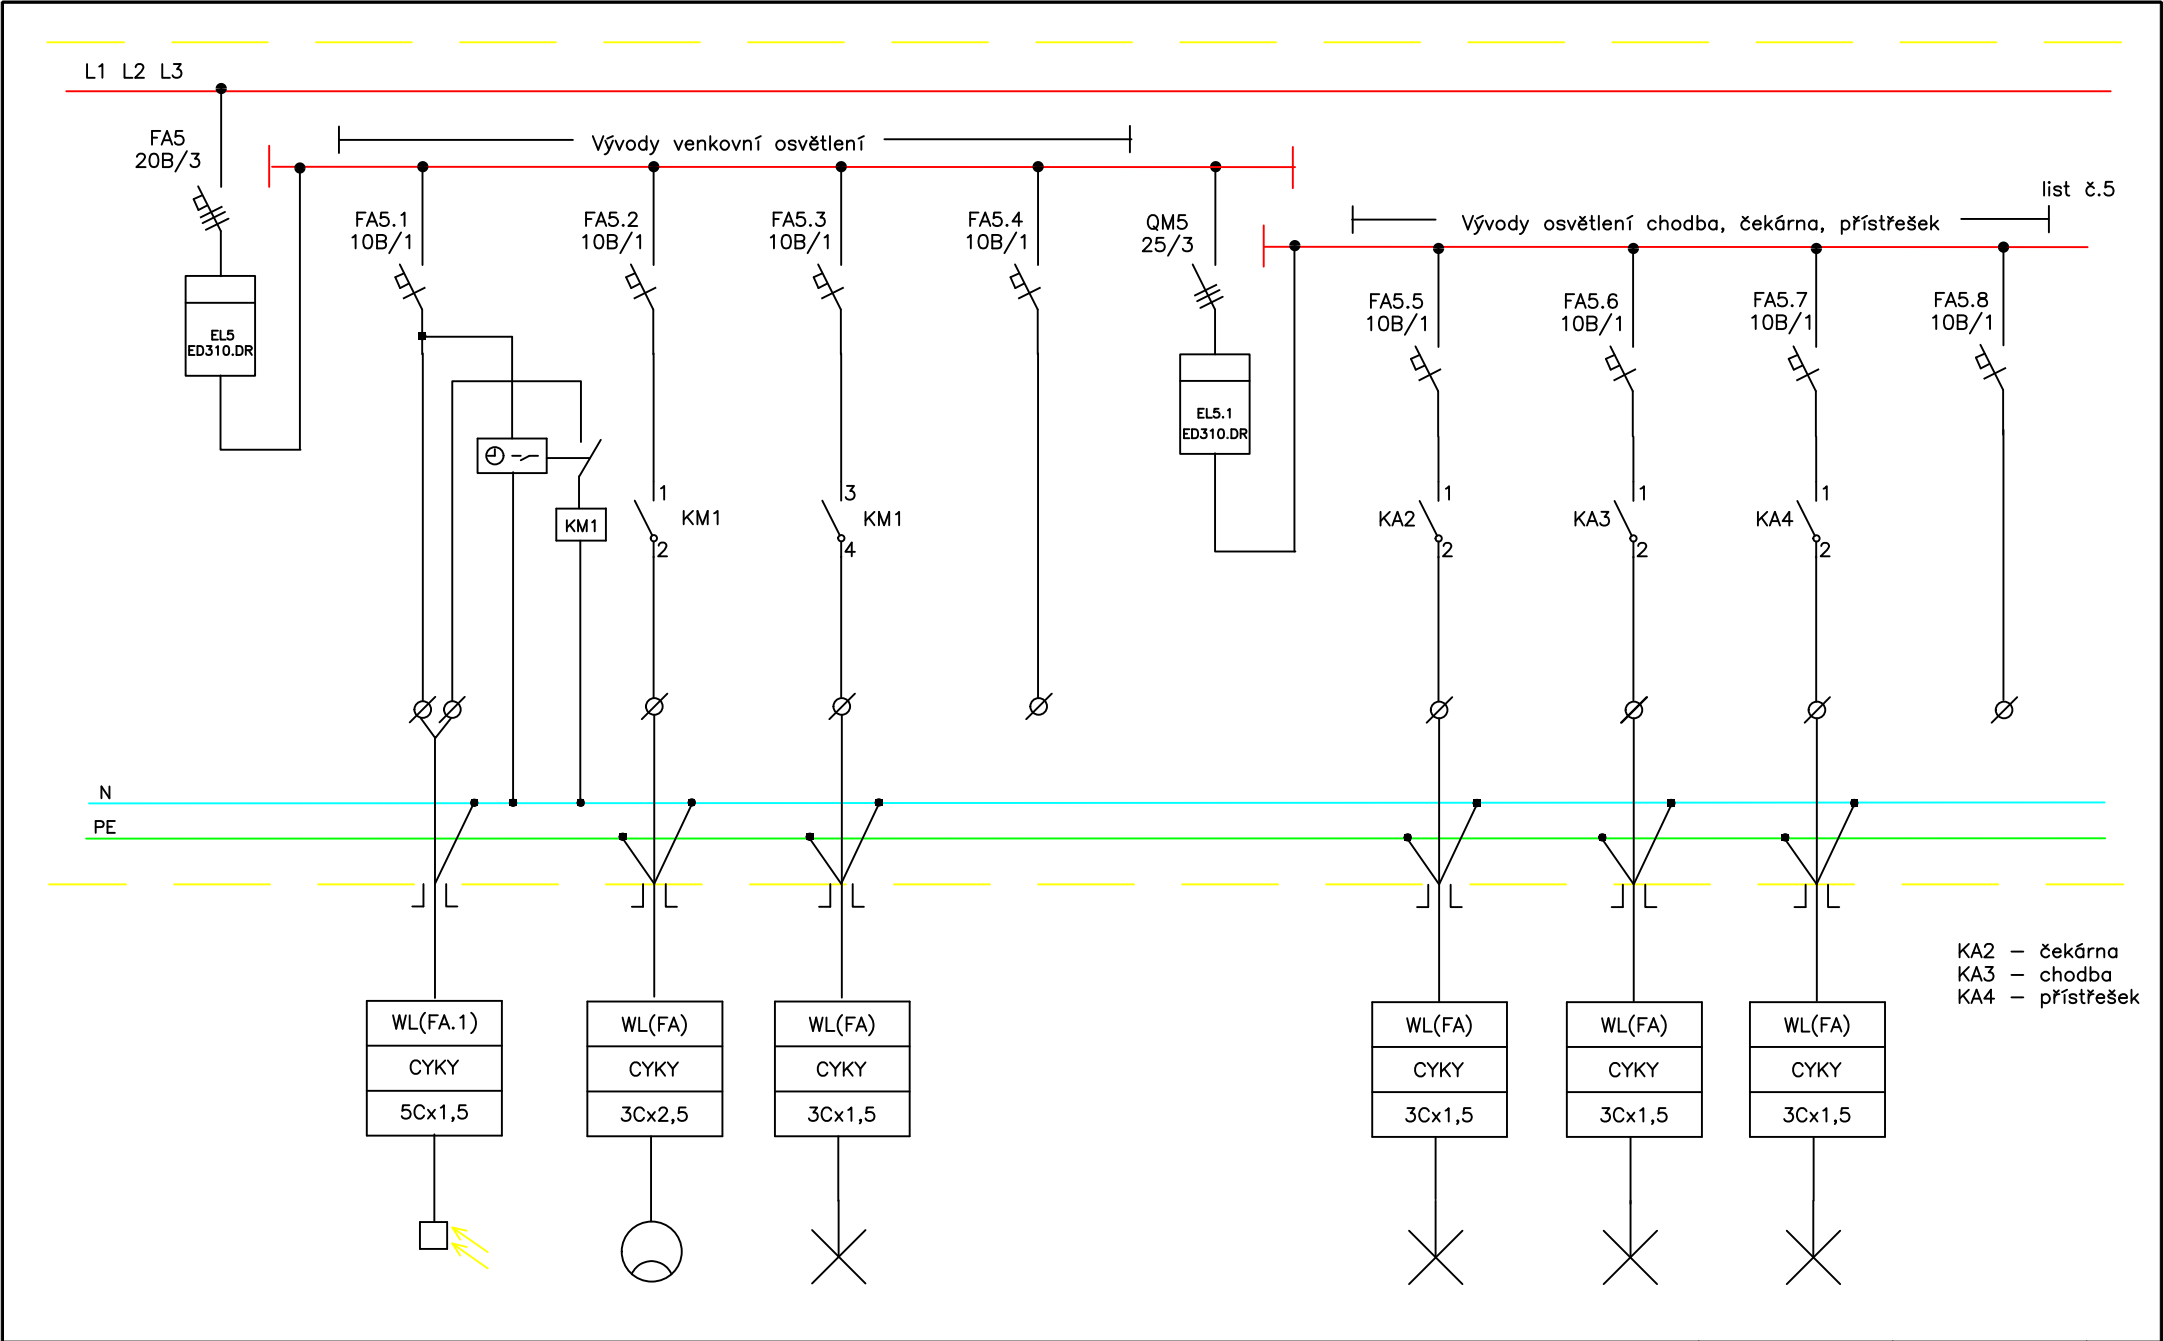 L1 L2 L3
FA5
20B/3
Vývody venkovní osvětlení
list č.5
FA5.1
10B/1
FA5.2
10B/1
FA5.3
10B/1
FA5.4
10B/1
QM5
25/3
Vývody osvětlení chodba, čekárna, přístřešek
FA5.5
10B/1
FA5.6
10B/1
FA5.7
10B/1
FA5.8
10B/1
EL5
ED310.DR
EL5.1
ED310.DR
KM1
1
2
KM1
3
4
KM1
KA2
1
2
KA3
1
2
KA4
1
2
N
PE
KA2 – čekárna
KA3 – chodba
KA4 – přístřešek
WL(FA.1)
CYKY
5Cx1,5
WL(FA)
CYKY
3Cx2,5
WL(FA)
CYKY
3Cx1,5
WL(FA)
CYKY
3Cx1,5
WL(FA)
CYKY
3Cx1,5
WL(FA)
CYKY
3Cx1,5